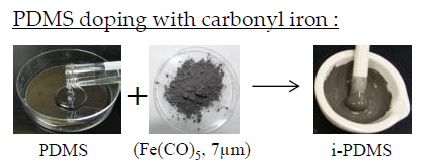 PDMS doping with carbonyl iron :
+
PDMS (Fe(CO)₅, 7µm) i-PDMS